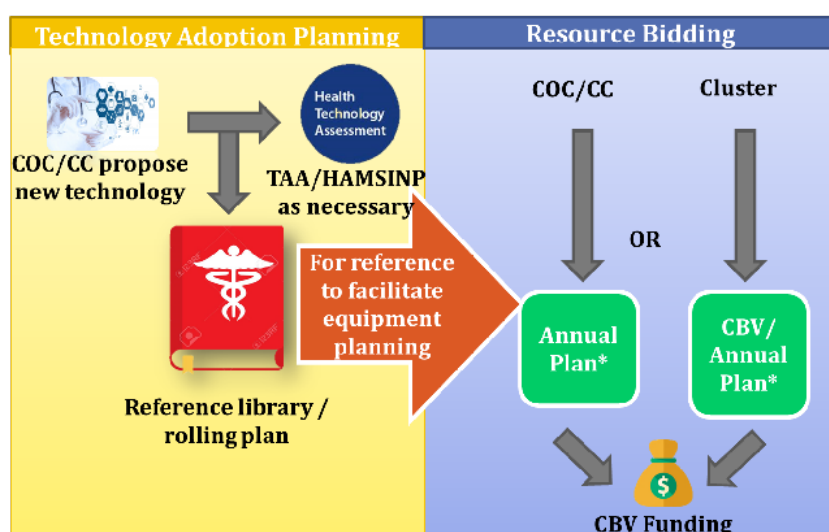 Technology Adoption Planning
COC/CC propose
new technology
Health
Technology
Assessment
TAA/HAMSINP
as necessary
For reference
to facilitate
equipment
planning
Reference library /
rolling plan
Resource Bidding
COC/CC
Cluster
OR
Annual
Plan*
CBV/
Annual
Plan*
$
CBV Funding